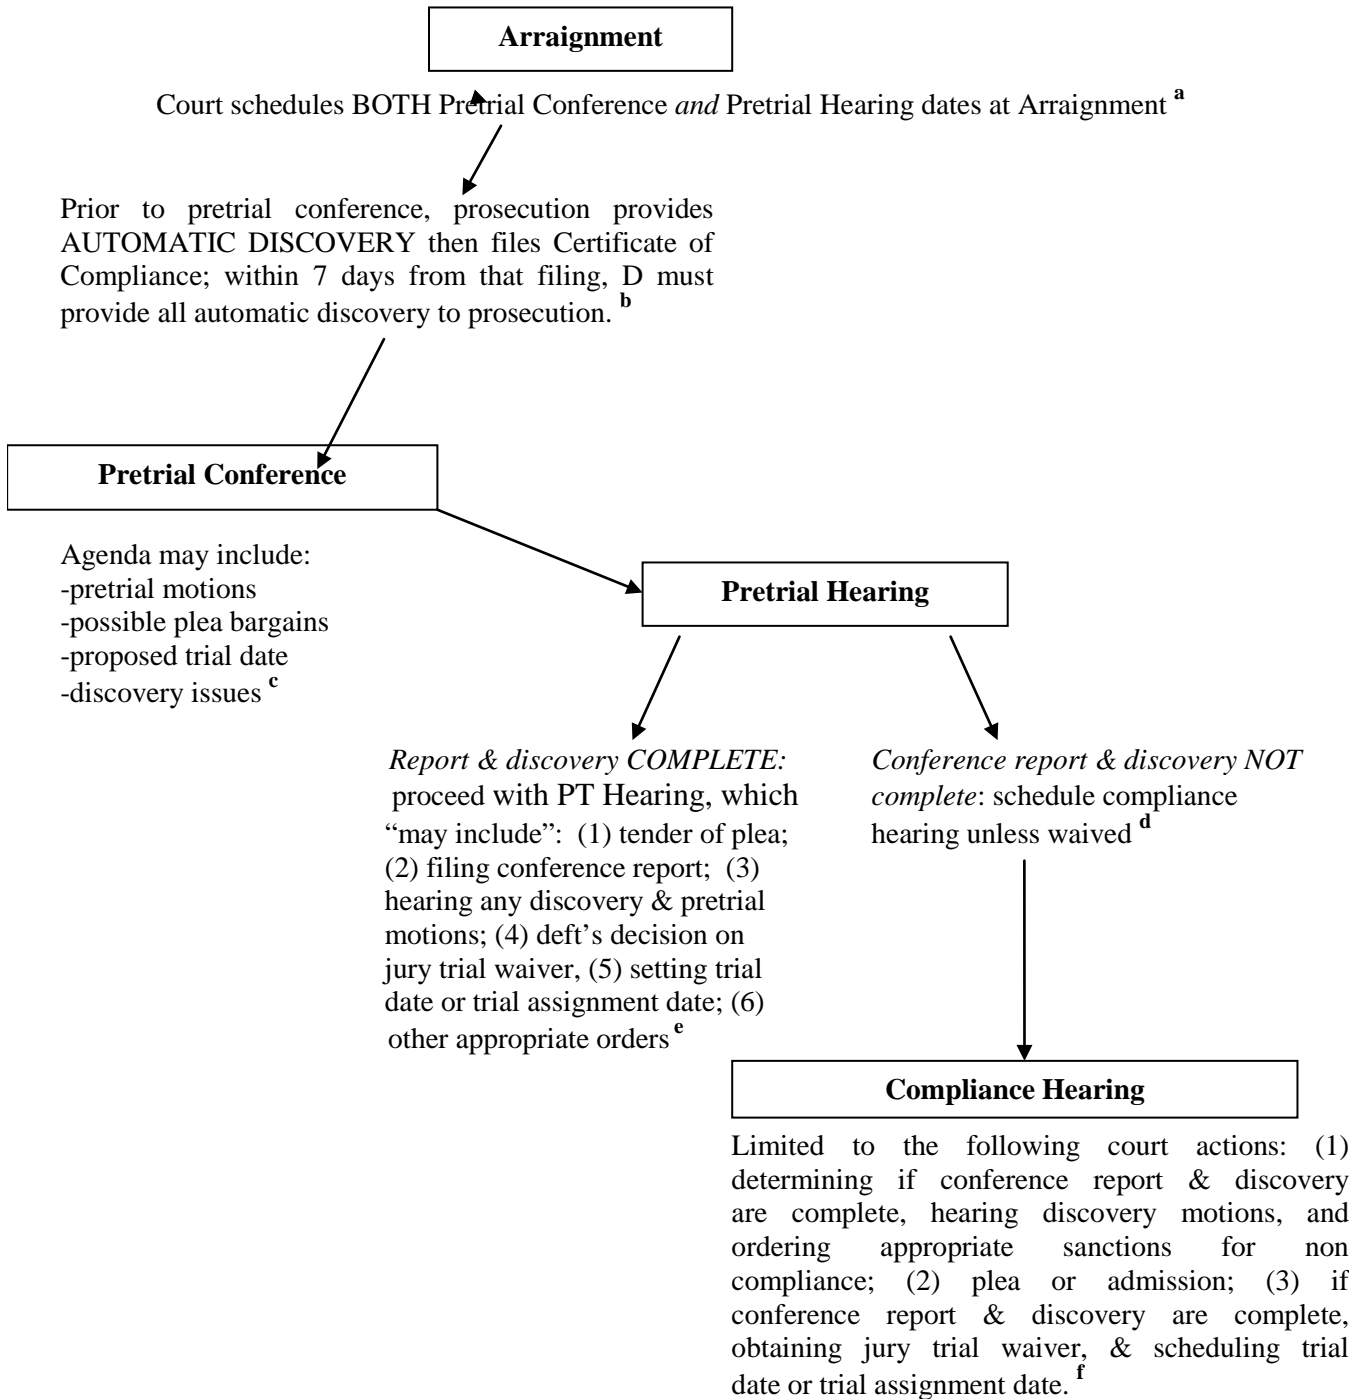 Arraignment
Court schedules BOTH Pretrial Conference and Pretrial Hearing dates at Arraignment a
Prior to pretrial conference, prosecution provides
AUTOMATIC DISCOVERY then files Certificate of
Compliance; within 7 days from that filing, D must
provide all automatic discovery to prosecution. b
Pretrial Conference
Agenda may include:
-pretrial motions
-possible plea bargains
-proposed trial date
-discovery issues c
Pretrial Hearing
Report & discovery COMPLETE:
proceed with PT Hearing, which
“may include”: (1) tender of plea;
(2) filing conference report; (3)
hearing any discovery & pretrial
motions; (4) deft’s decision on
jury trial waiver, (5) setting trial
date or trial assignment date; (6)
other appropriate orders e
Conference report & discovery NOT
complete: schedule compliance
hearing unless waived d
Compliance Hearing
Limited to the following court actions: (1)
determining if conference report & discovery
are complete, hearing discovery motions, and
ordering appropriate sanctions for non
compliance; (2) plea or admission; (3) if
conference report & discovery are complete,
obtaining jury trial waiver, & scheduling trial
date or trial assignment date. f